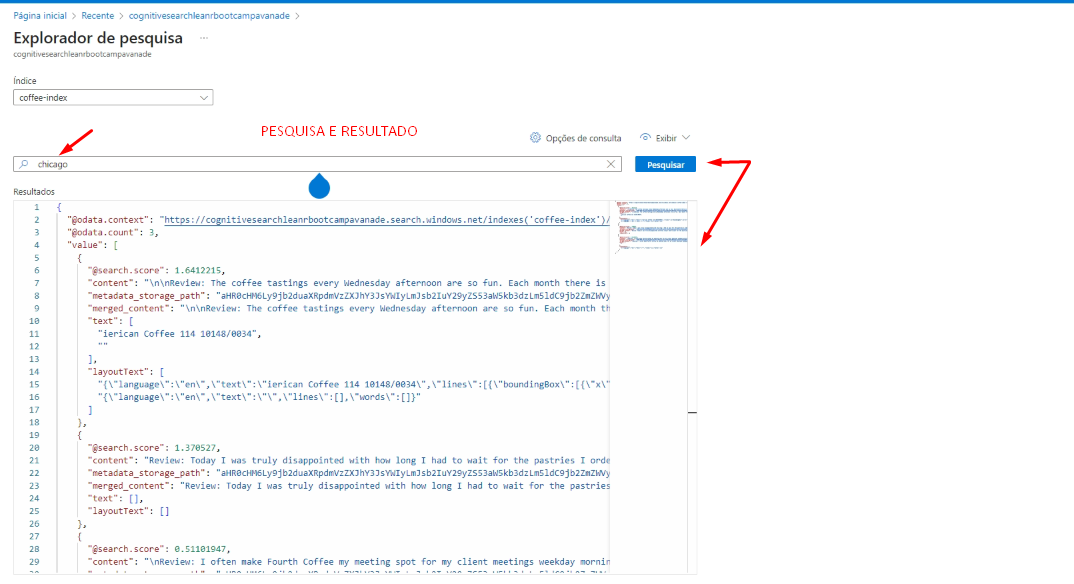 Página inicial > Recente > cognitivesearchleanrbootcampavanade >
Explorador de pesquisa ...
cognitivesearchleanrbootcampavanade
Índice
coffee-index
PESQUISA E RESULTADO
Opções de consulta Exibir
chicago
Pesquisar
Resultados
1 {
2 "@odata.context": "https://cognitivesearchleanrbootcampavanade.search.windows.net/indexes('coffee-index')/
3 "@odata.count": 3,
4 "value": [
5 {
6 "@search.score": 1.6412215,
7 "content": "\n\nReview: The coffee tastings every Wednesday afternoon are so fun. Each month there is
8 "metadata_storage_path":
9 "merged_content": "\n\nReview: The coffee tastings every Wednesday afternoon are so fun. Each month th
10 "text": [
11 "ierican Coffee 114 10148/0034",
12 ""
13 ],
14 "layoutText": [
15 "{\"language\":\"en\",\"text\":\"ierican Coffee 114 10148/0034\",\"lines\":[{\"boundingBox\":[{\"x\"
16 "{\"language\":\"en\",\"text\":\"\",\"lines\":[],\"words\":[]}"
17 ]
18 },
19 {
20 "@search.score": 1.370527,
21 "content": "Review: Today I was truly disappointed with how long I had to wait for the pastries I orde
22 "metadata_storage_path":
23 "merged_content": "Review: Today I was truly disappointed with how long I had to wait for the pastries
24 "text": [],
25 "layoutText": []
26 },
27 {
28 "@search.score": 0.51101947,
29 "content": "\nReview: I often make Fourth Coffee my meeting spot for my client meetings weekday mornin